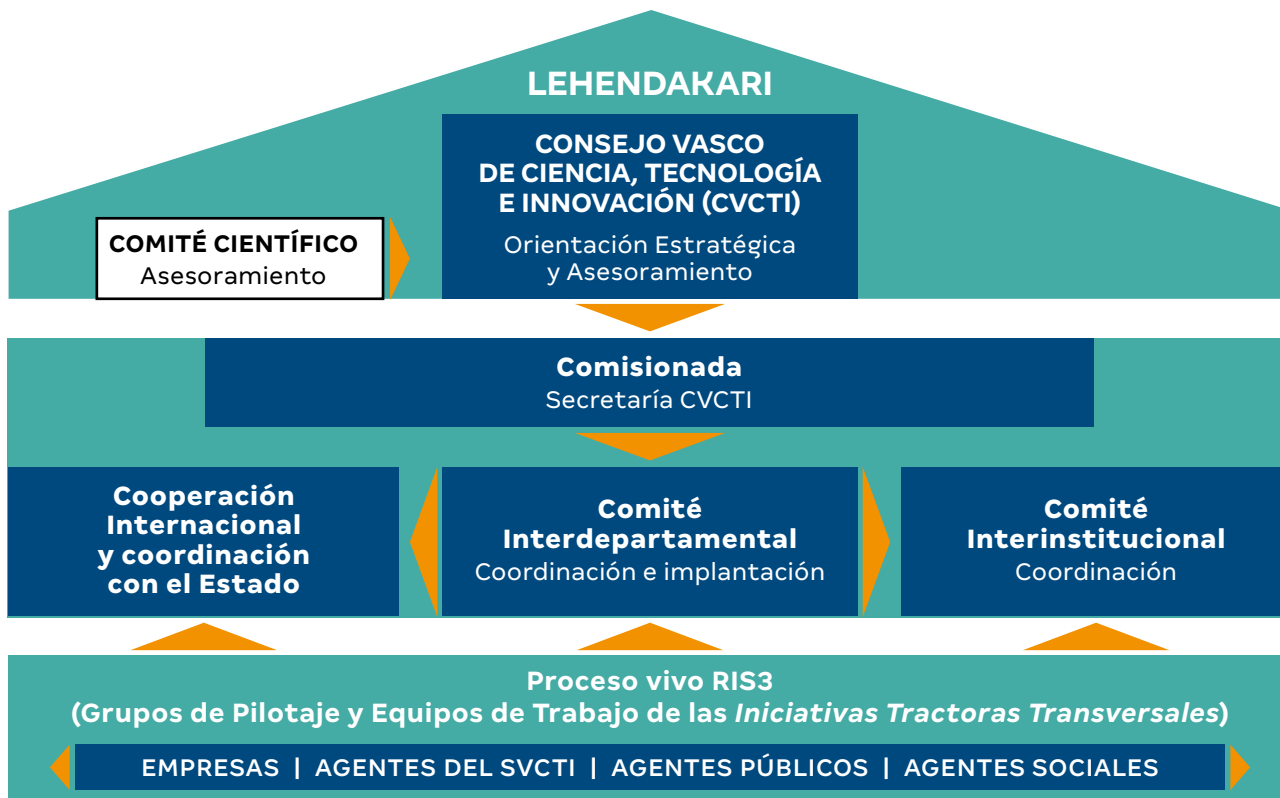 LEHENDAKARI
CONSEJO VASCO
DE CIENCIA, TECNOLOGÍA
E INNOVACIÓN (CVCTI)
Orientación Estratégica
y Asesoramiento
COMITÉ CIENTÍFICO
Asesoramiento
Comisionada
Secretaría CVCTI
Cooperación
Internacional
y coordinación
con el Estado
Comité
Interdepartamental
Coordinación e implantación
Comité
Interinstitucional
Coordinación
Proceso vivo RIS3
(Grupos de Pilotaje y Equipos de Trabajo de las Iniciativas Tractoras Transversales)
EMPRESAS | AGENTES DEL SVCTI | AGENTES PÚBLICOS | AGENTES SOCIALES